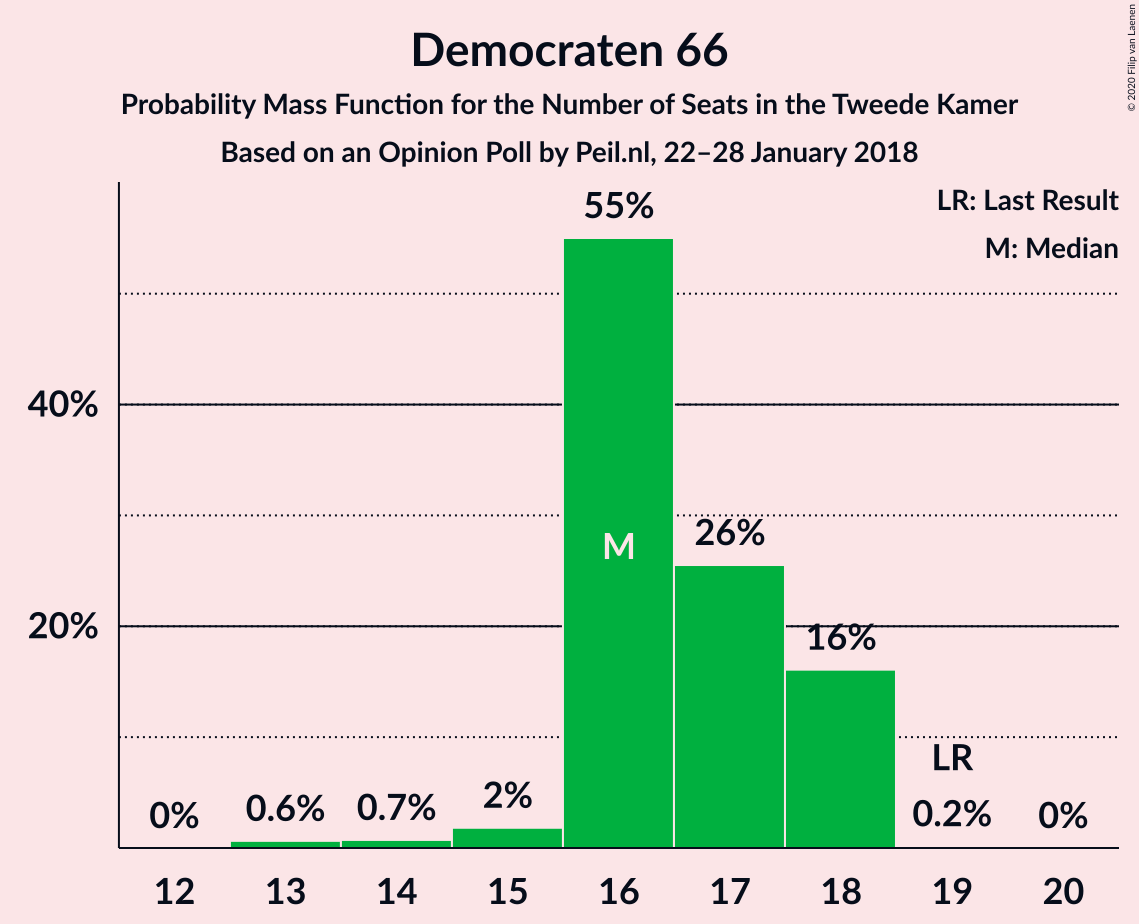 Democraten 66
Probability Mass Function for the Number of Seats in the Tweede Kamer
Based on an Opinion Poll by Peil.nl, 22–28 January 2018
© 2020 Filip van Laenen
LR: Last Result
M: Median
55%
40%
M
26%
20%
16%
LR
0% 0.6% 0.7% 2% 0.2% 0%
12 13 14 15 16 17 18 19 20